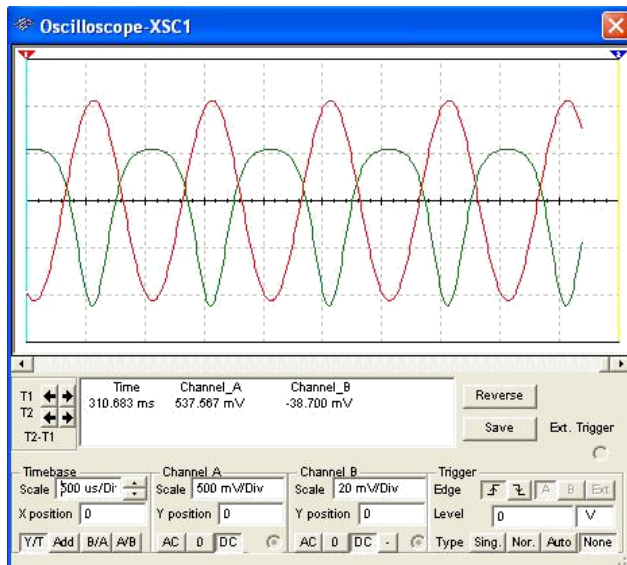 Oscilloscope-XSC1
1 2
Time Channel_A Channel_B
T1 310.683 ms 537.567 mV -38.700 mV
T2
T2-T1
Reverse
Save
Ext. Trigger
Timebase
Scale 500 us/Dir
X position 0
Y/T Add B/A A/B
Channel A
Scale 500 mV/Div
Y position 0
AC 0 DC
Channel B
Scale 20 mV/Div
Y position 0
AC 0 DC -
Trigger
Edge A B Ext
Level 0 V
Type Sing. Nor. Auto None